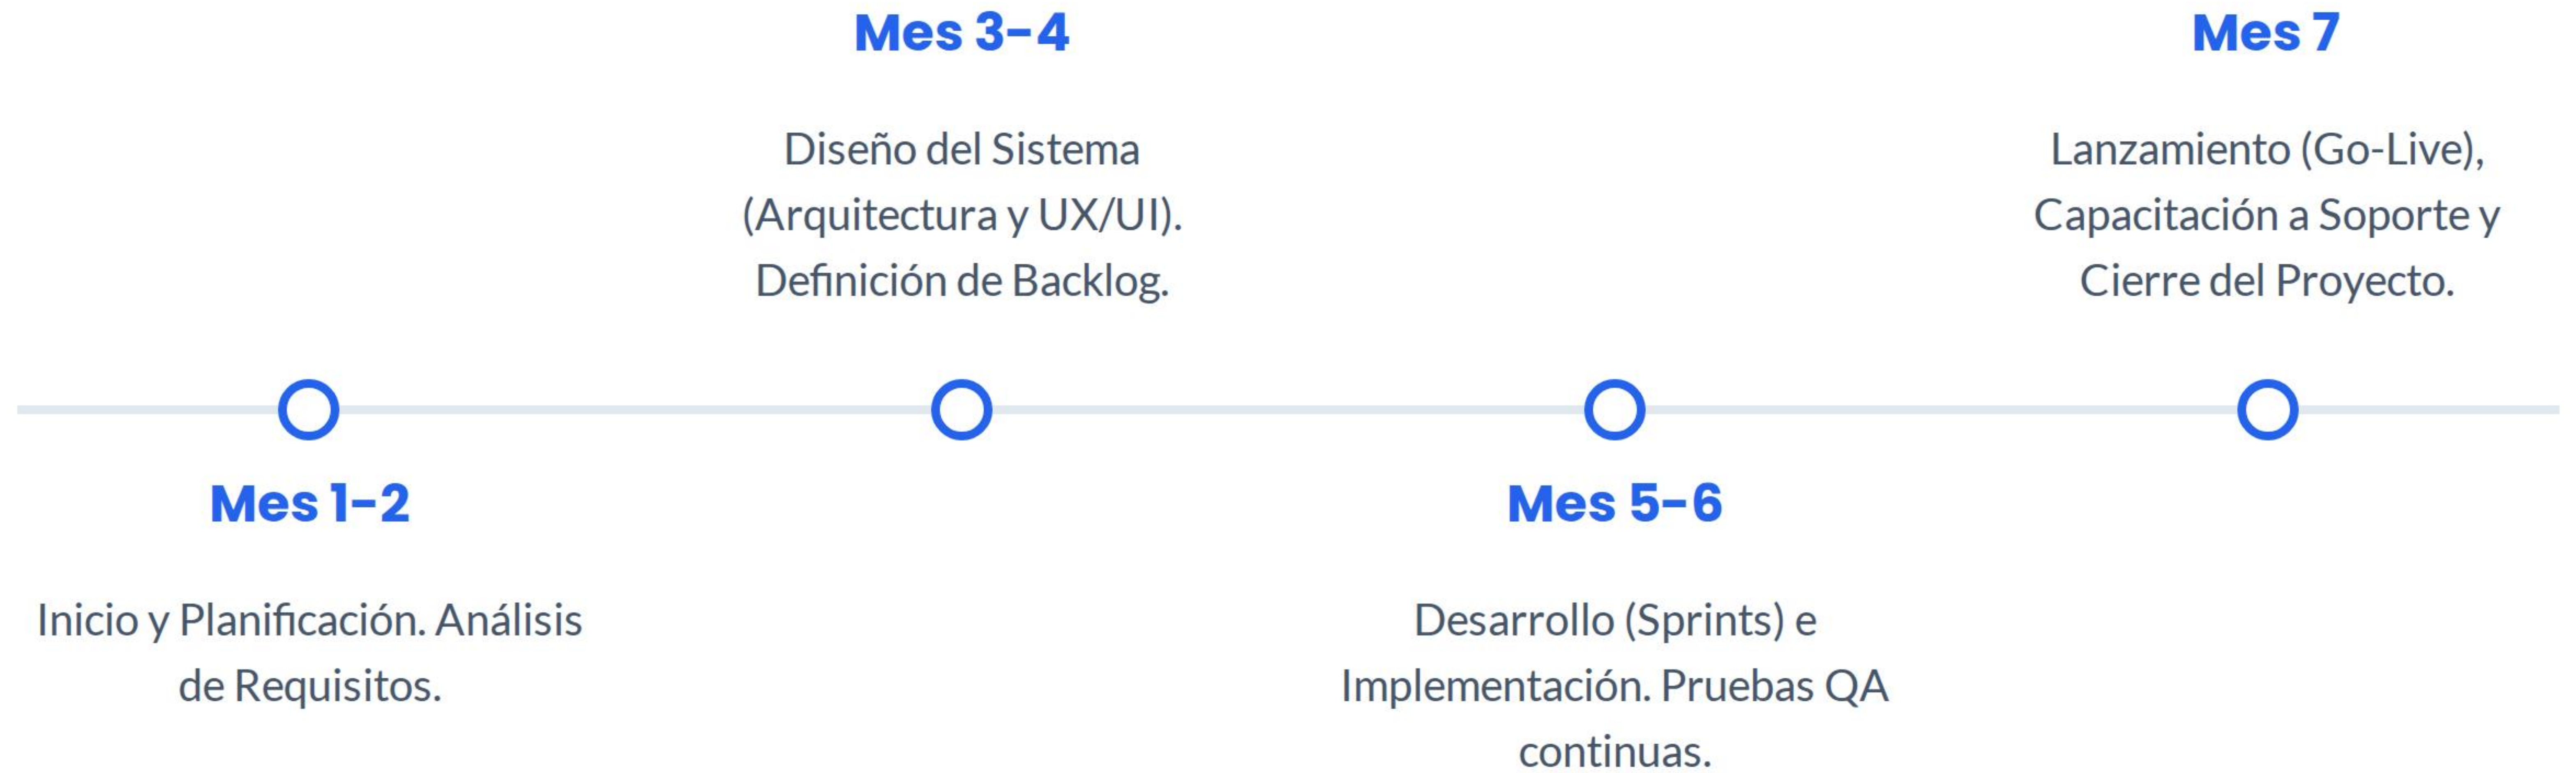 Mes 1-2
Inicio y Planificación. Análisis
de Requisitos.
Mes 3-4
Diseño del Sistema
(Arquitectura y UX/UI).
Definición de Backlog.
Mes 5-6
Desarrollo (Sprints) e
Implementación. Pruebas QA
continuas.
Mes 7
Lanzamiento (Go-Live),
Capacitación a Soporte y
Cierre del Proyecto.